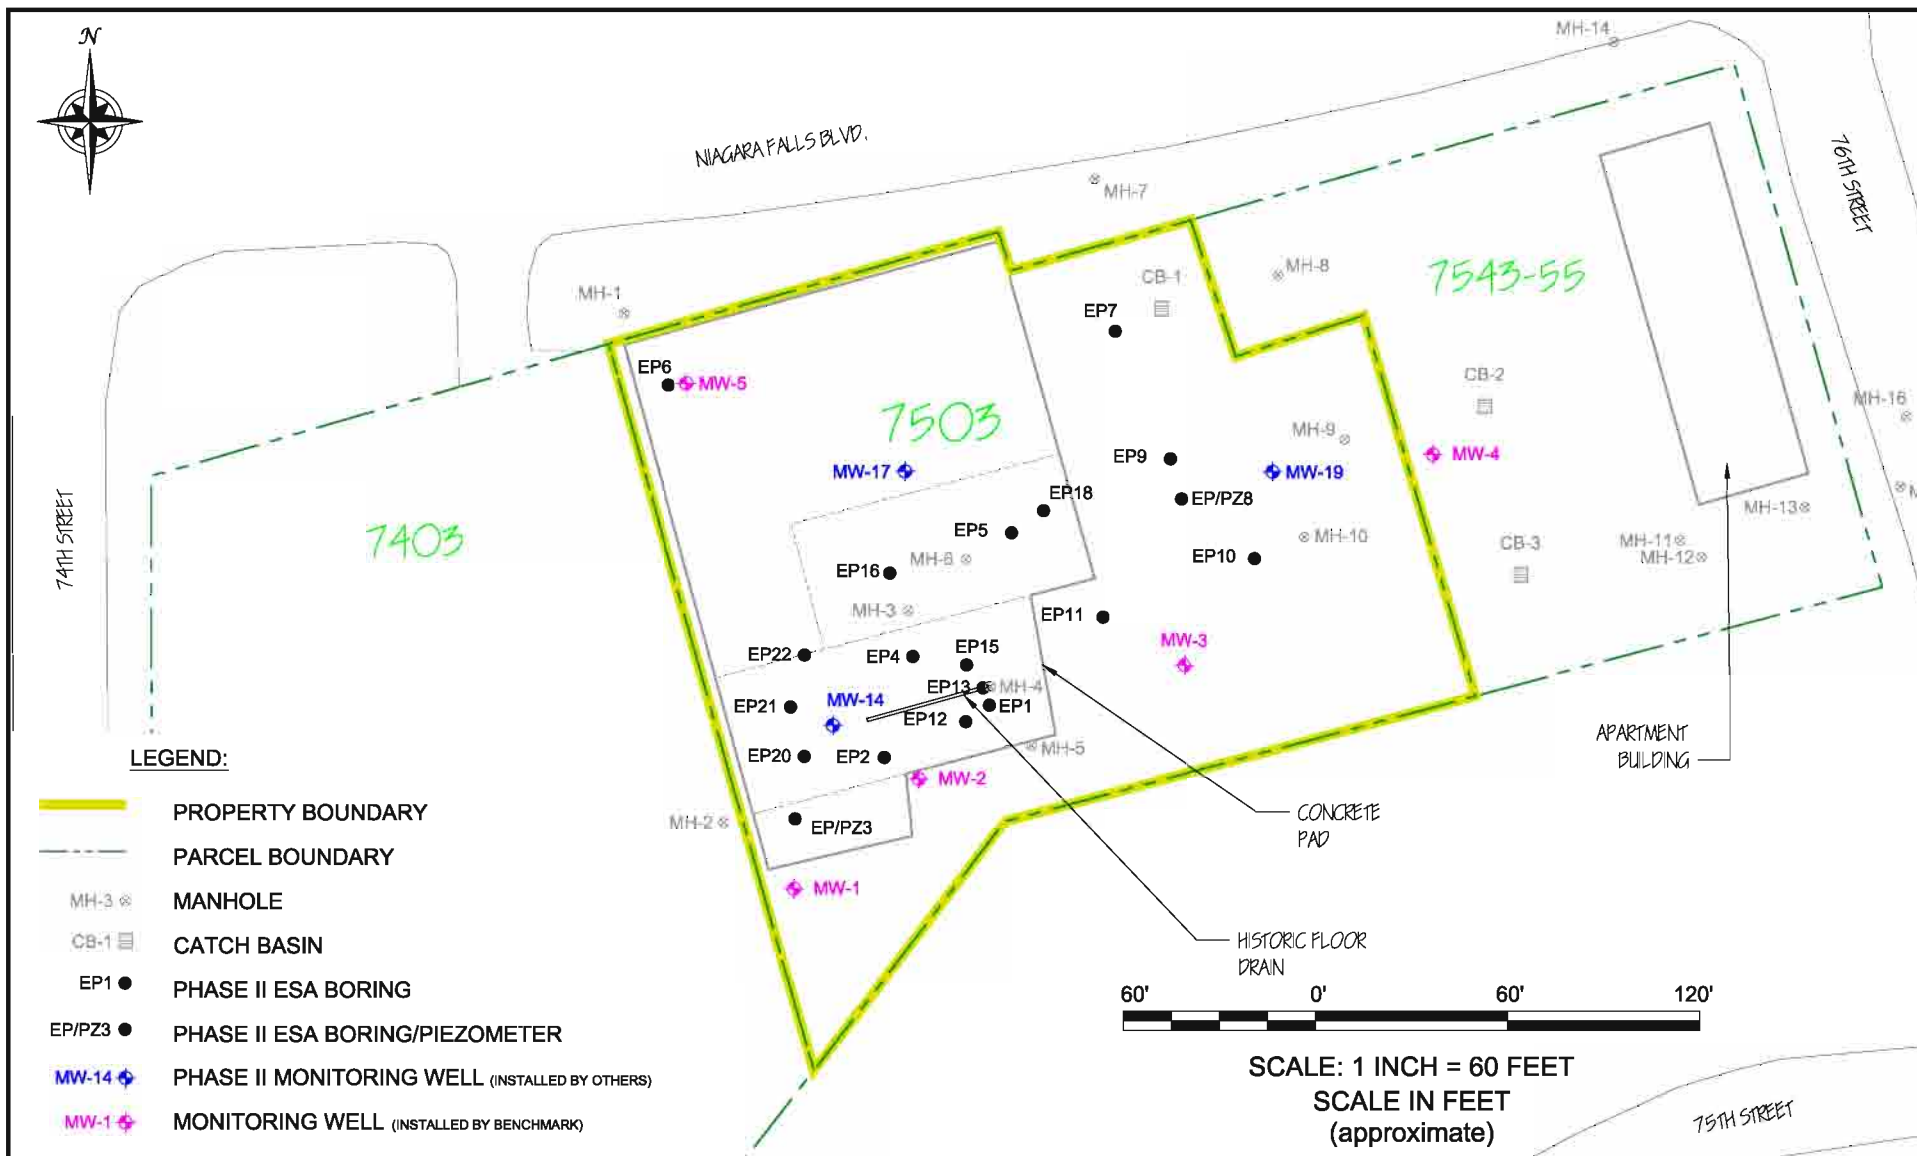 N
MH-14
NIAGARA FALLS BLVD.
76TH STREET
MH-7
MH-8
CB-1
7543-55
MH-1
EP7
EP6
MW-5
CB-2
MH-16
7503
MH-9
EP9
MW-4
MW-17
MW-19
EP18
EP/PZ8
74TH STREET
7403
EP5
MH-13
MH-6
EP10
MH-10
CB-3
MH-11
MH-12
EP16
MH-3
EP11
EP22
EP4
EP15
MW-3
EP13
MH-4
EP21
MW-14
EP12
EP1
EP20
EP2
MH-5
APARTMENT
BUILDING
MW-2
MH-2
EP/PZ3
CONCRETE
PAD
MW-1
HISTORIC FLOOR
DRAIN
LEGEND:
PROPERTY BOUNDARY
PARCEL BOUNDARY
MH-3 MANHOLE
CB-1 CATCH BASIN
EP1 PHASE II ESA BORING
EP/PZ3 PHASE II ESA BORING/PIEZOMETER
MW-14 PHASE II MONITORING WELL (INSTALLED BY OTHERS)
MW-1 MONITORING WELL (INSTALLED BY BENCHMARK)
60' 0' 60' 120'
SCALE: 1 INCH = 60 FEET
SCALE IN FEET
(approximate)
75TH STREET